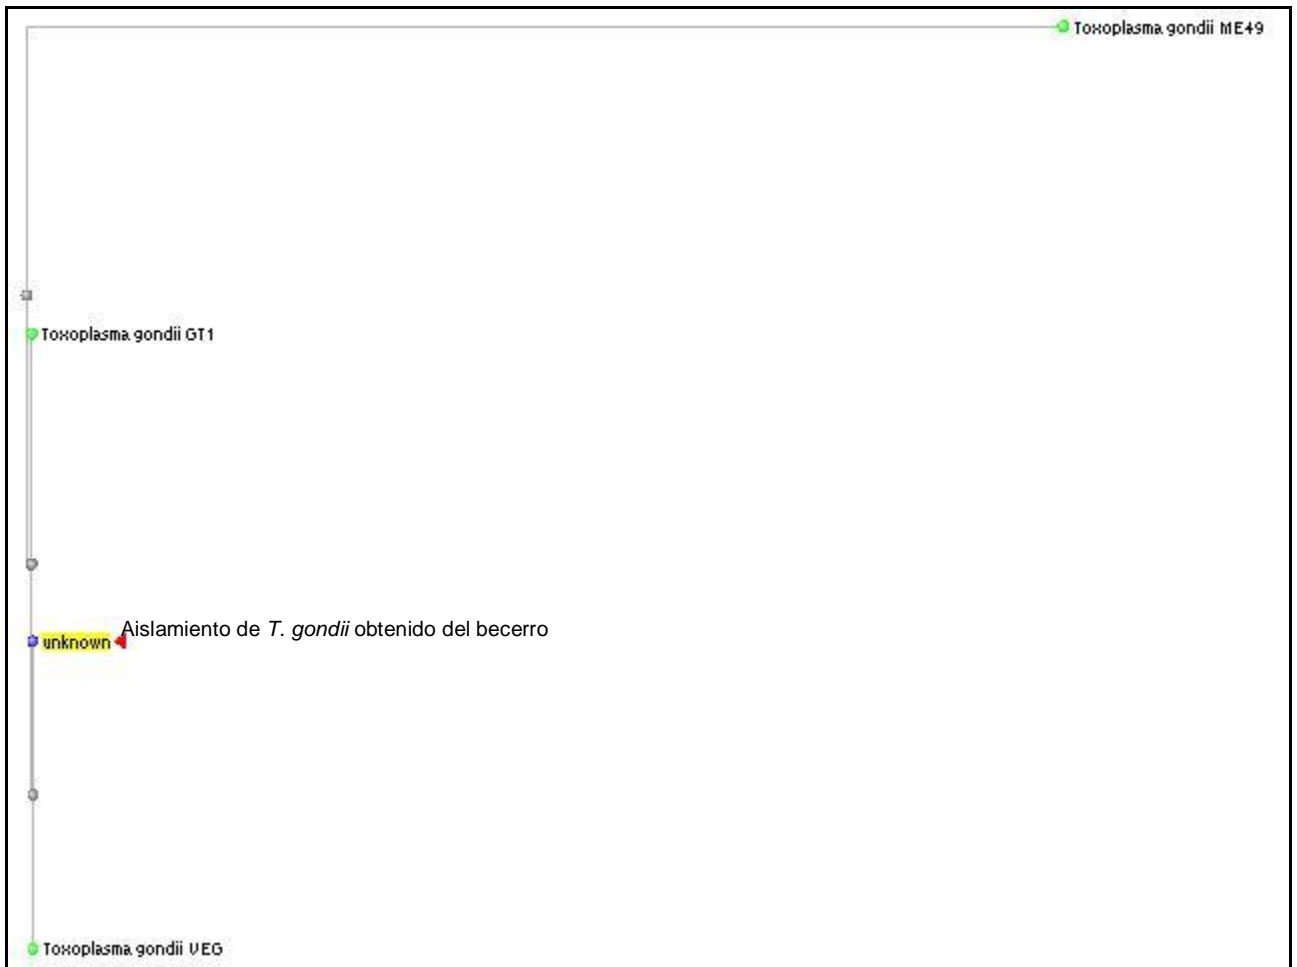 Toxoplasma gondii ME49
Toxoplasma gondii GT1
Aislamiento de T. gondii obtenido del becerro
unknown
Toxoplasma gondii VEG